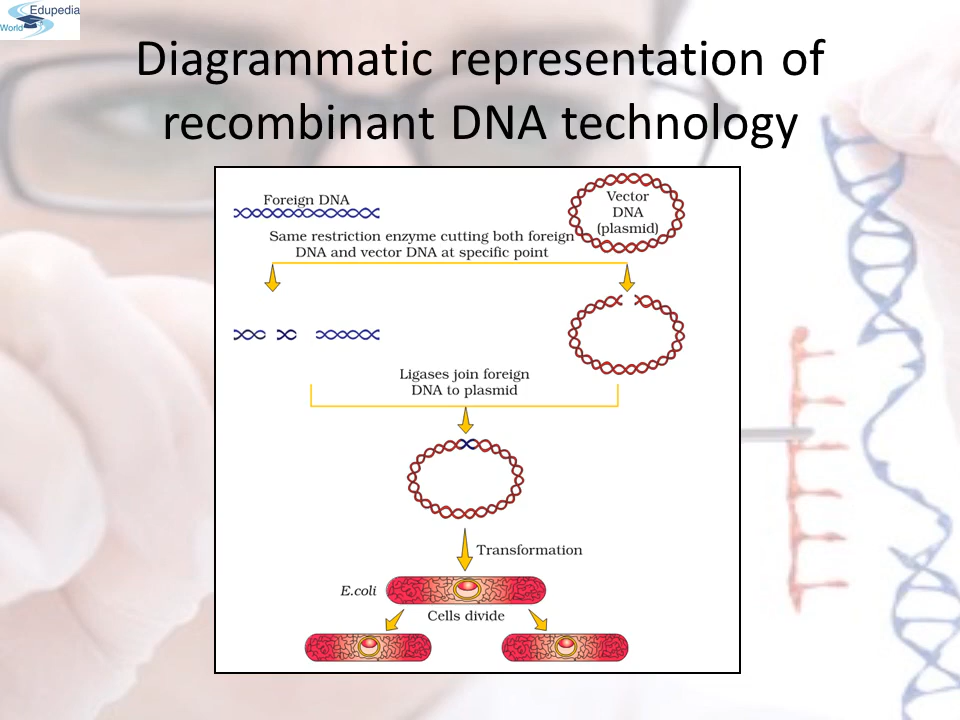 Edupedia
World
Diagrammatic representation of
recombinant DNA technology
Foreign DNA
Vector
DNA
(plasmid)
Same restriction enzyme cutting both foreign
DNA and vector DNA at specific point
Ligases join foreign
DNA to plasmid
Transformation
E.coli
Cells divide